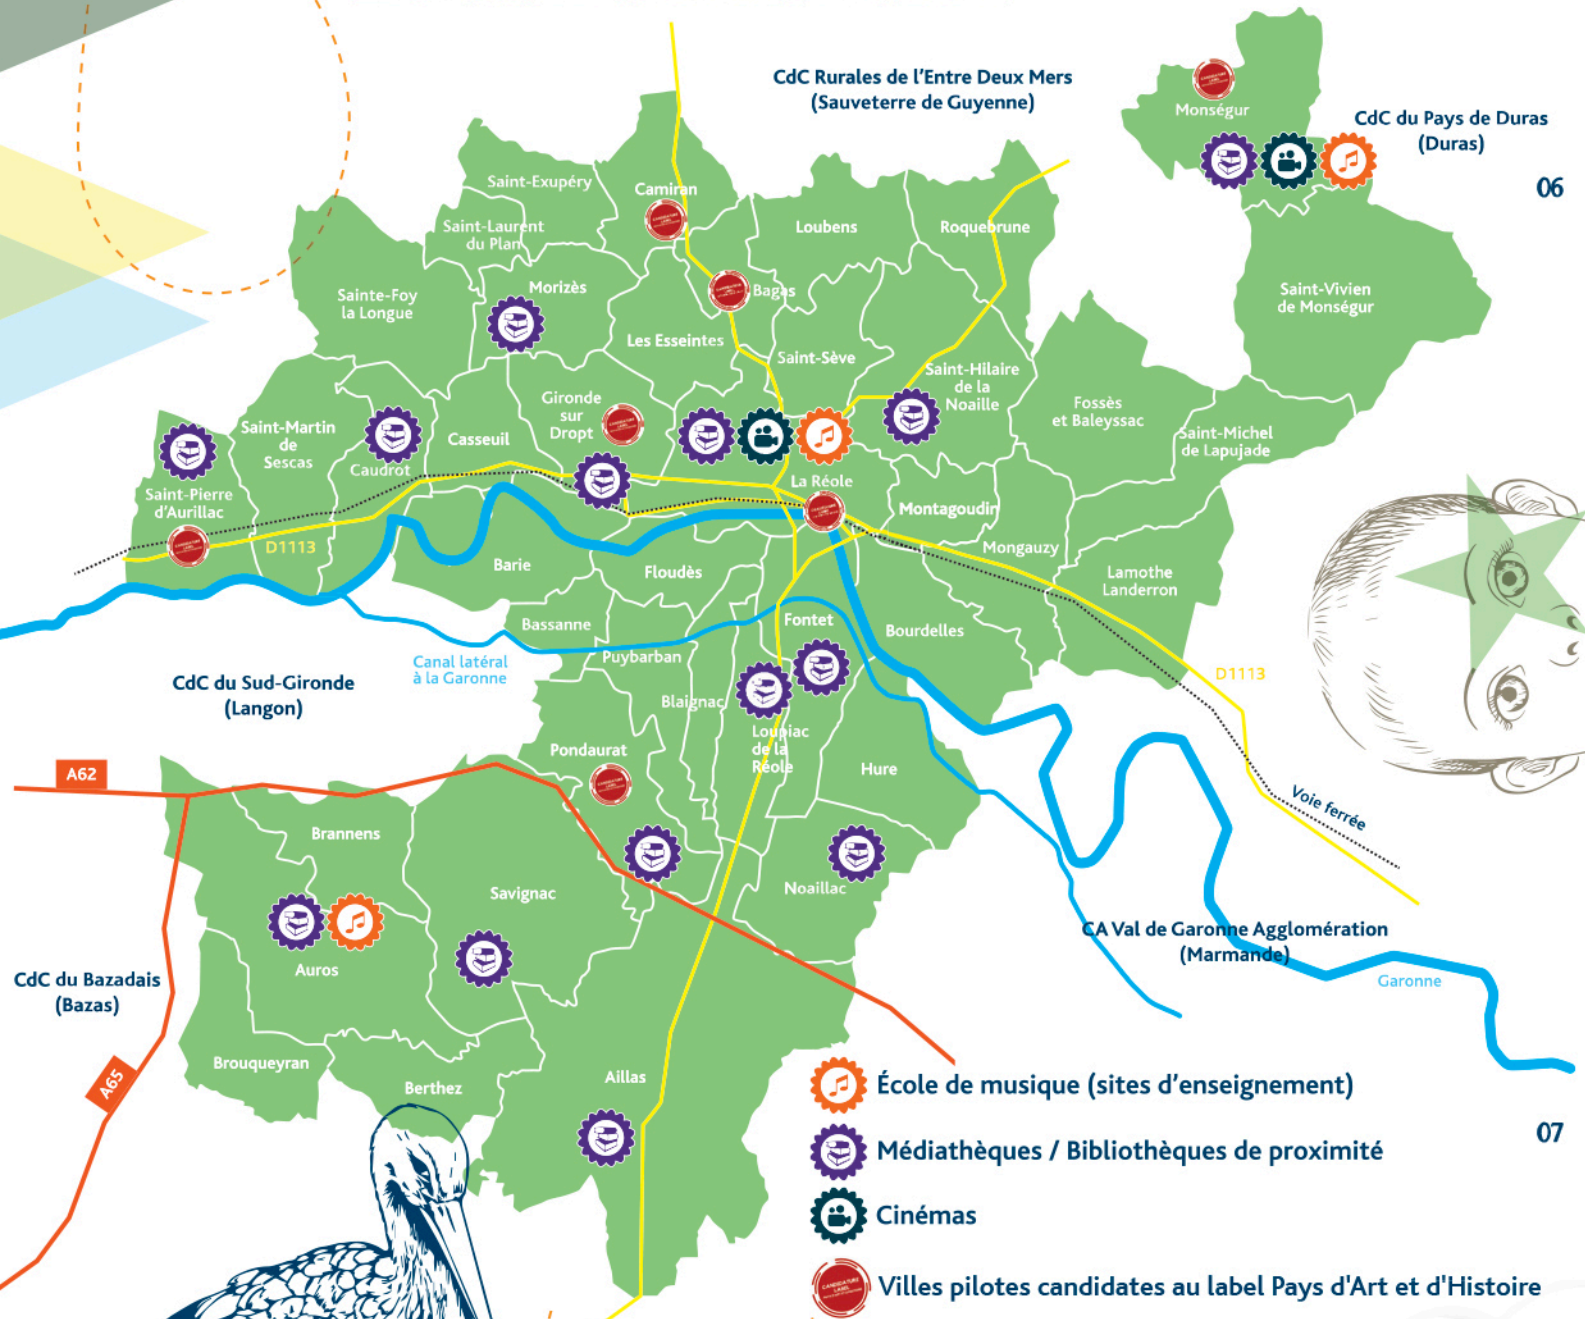 CdC Rurales de l'Entre Deux Mers
(Sauveterre de Guyenne)
Monségur
CdC du Pays de Duras
(Duras)
06
Saint-Exupéry
Camiran
Saint-Laurent
du Plan
Loubens
Roquebrune
Sainte-Foy
la Longue
Morizès
Bagas
Saint-Vivien
de Monségur
Les Esseintes
Saint-Sève
Saint-Hilaire
de la
Noaille
Gironde
sur
Dropt
Fossès
et Baleyssac
Saint-Martin
de
Sescas
Casseuil
Saint-Michel
de Lapujade
Caudrot
La Réole
Saint-Pierre
d'Aurillac
Montagoudin
D1113
Mongauzy
Barie
Floudès
Lamothe
Landerron
Bassanne
Fontet
Bourdelles
Canal latéral
à la Garonne
Puybarban
D1113
CdC du Sud-Gironde
(Langon)
Blaignac
Loupiac
de la
Réole
Pondaurat
Hure
A62
Voie ferrée
Brannens
Savignac
Noaillac
CA Val de Garonne Agglomération
(Marmande)
Auros
CdC du Bazadais
(Bazas)
Garonne
Brouqueyran
A65
Berthez
Aillas
École de musique (sites d'enseignement)
07
Médiathèques / Bibliothèques de proximité
Cinémas
CANDIDATURE
LABEL
Villes pilotes candidates au label Pays d'Art et d'Histoire